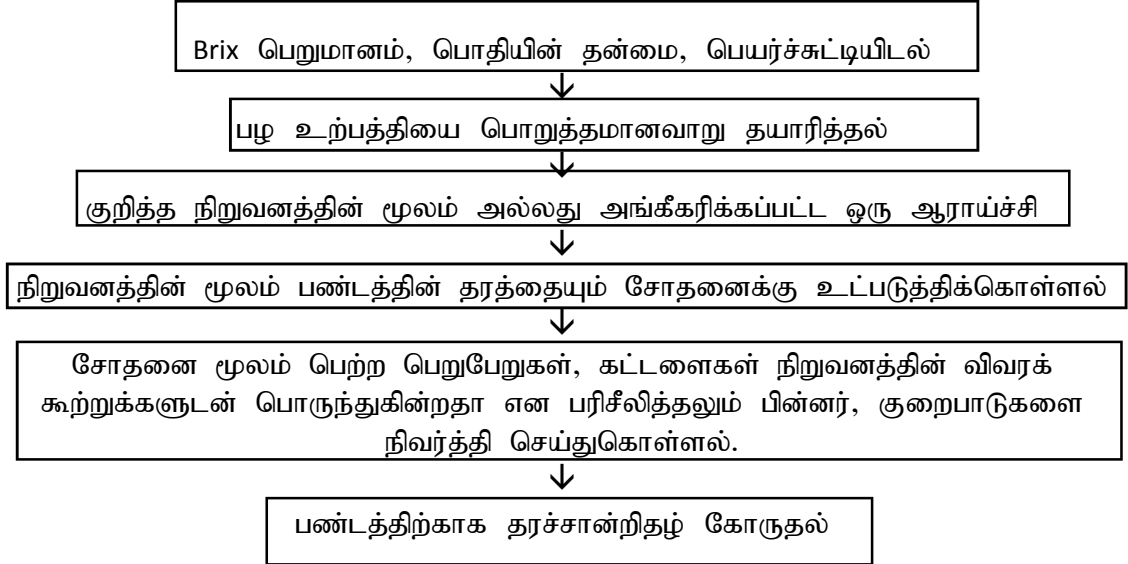 Brix பெறுமானம், பொதியின் தன்மை, பெயர்ச்சுட்டியிடல்
பழ உற்பத்தியை பொறுத்தமானவாறு தயாரித்தல்
குறித்த நிறுவனத்தின் மூலம் அல்லது அங்கீகரிக்கப்பட்ட ஒரு ஆராய்ச்சி
நிறுவனத்தின் மூலம் பண்டத்தின் தரத்தையும் சோதனைக்கு உட்படுத்திக்கொள்ளல்
சோதனை மூலம் பெற்ற பெறுபேறுகள், கட்டளைகள் நிறுவனத்தின் விவரக்
கூற்றுக்களுடன் பொருந்துகின்றதா என பரிசீலித்தலும் பின்னர், குறைபாடுகளை
நிவர்த்தி செய்துகொள்ளல்.
பண்டத்திற்காக தரச்சான்றிதழ் கோருதல்